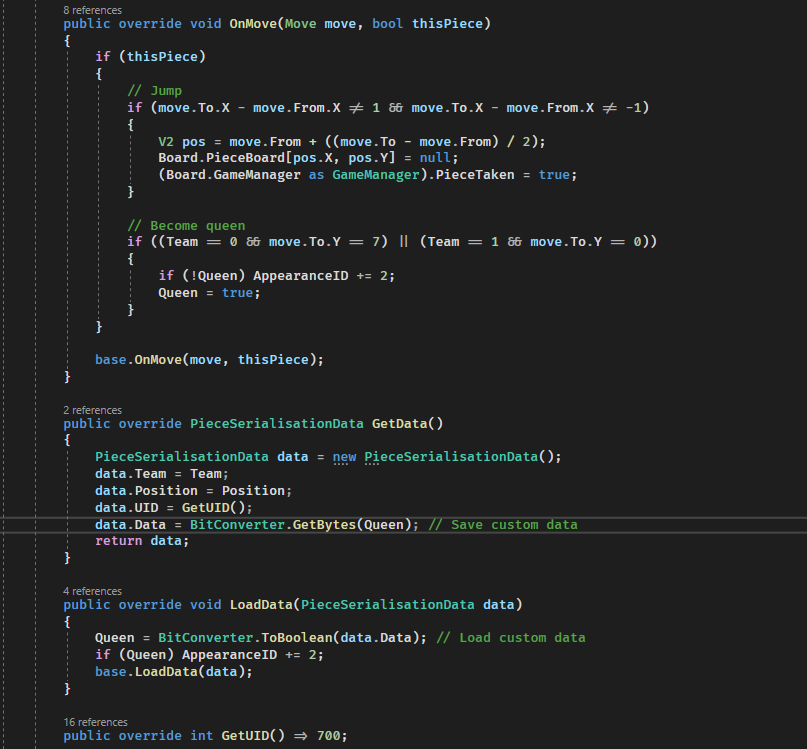 8 references
public override void OnMove(Move move, bool thisPiece)
{
if (thisPiece)
{
// Jump
if (move.To.X - move.From.X ≠ 1 && move.To.X - move.From.X ≠ -1)
{
V2 pos = move.From + ((move.To - move.From) / 2);
Board.PieceBoard[pos.X, pos.Y] = null;
(Board.GameManager as GameManager).PieceTaken = true;
}
// Become queen
if ((Team == 0 && move.To.Y == 7) || (Team == 1 && move.To.Y == 0))
{
if (!Queen) AppearanceID += 2;
Queen = true;
}
}
base.OnMove(move, thisPiece);
}
2 references
public override PieceSerialisationData GetData()
{
PieceSerialisationData data = new PieceSerialisationData();
data.Team = Team;
data.Position = Position;
data.UID = GetUID();
data.Data = BitConverter.GetBytes(Queen); // Save custom data
return data;
}
4 references
public override void LoadData(PieceSerialisationData data)
{
Queen = BitConverter.ToBoolean(data.Data); // Load custom data
if (Queen) AppearanceID += 2;
base.LoadData(data);
}
16 references
public override int GetUID() ⇒ 700;